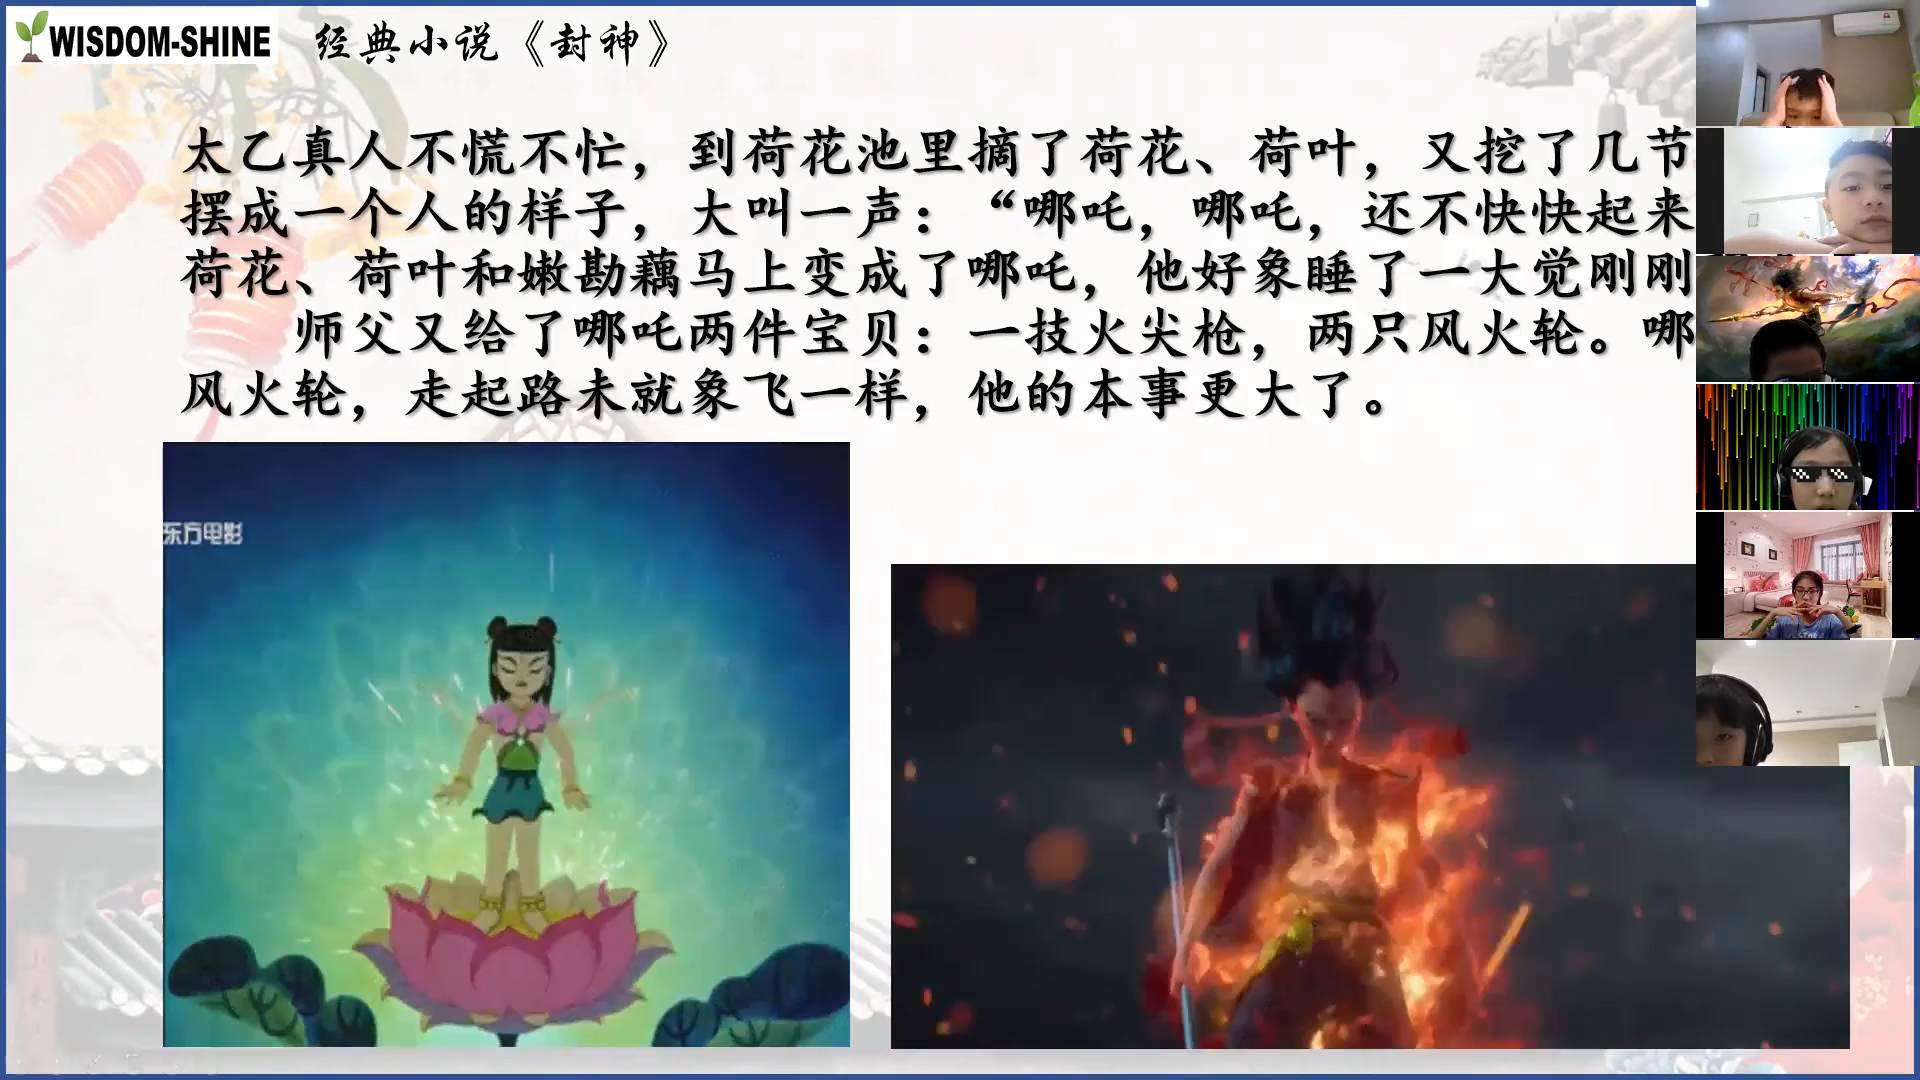 WISDOM-SHINE 经典小说《封神》
太乙真人不慌不忙，到荷花池里摘了荷花、荷叶，又挖了几节
摆成一个人的样子，大叫一声：“哪吒，哪吒，还不快快起来
荷花、荷叶和嫩勘藕马上变成了哪吒，他好象睡了一大觉刚刚
师父又给了哪吒两件宝贝：一技火尖枪，两只风火轮。哪
风火轮，走起路未就象飞一样，他的本事更大了。
东方电影